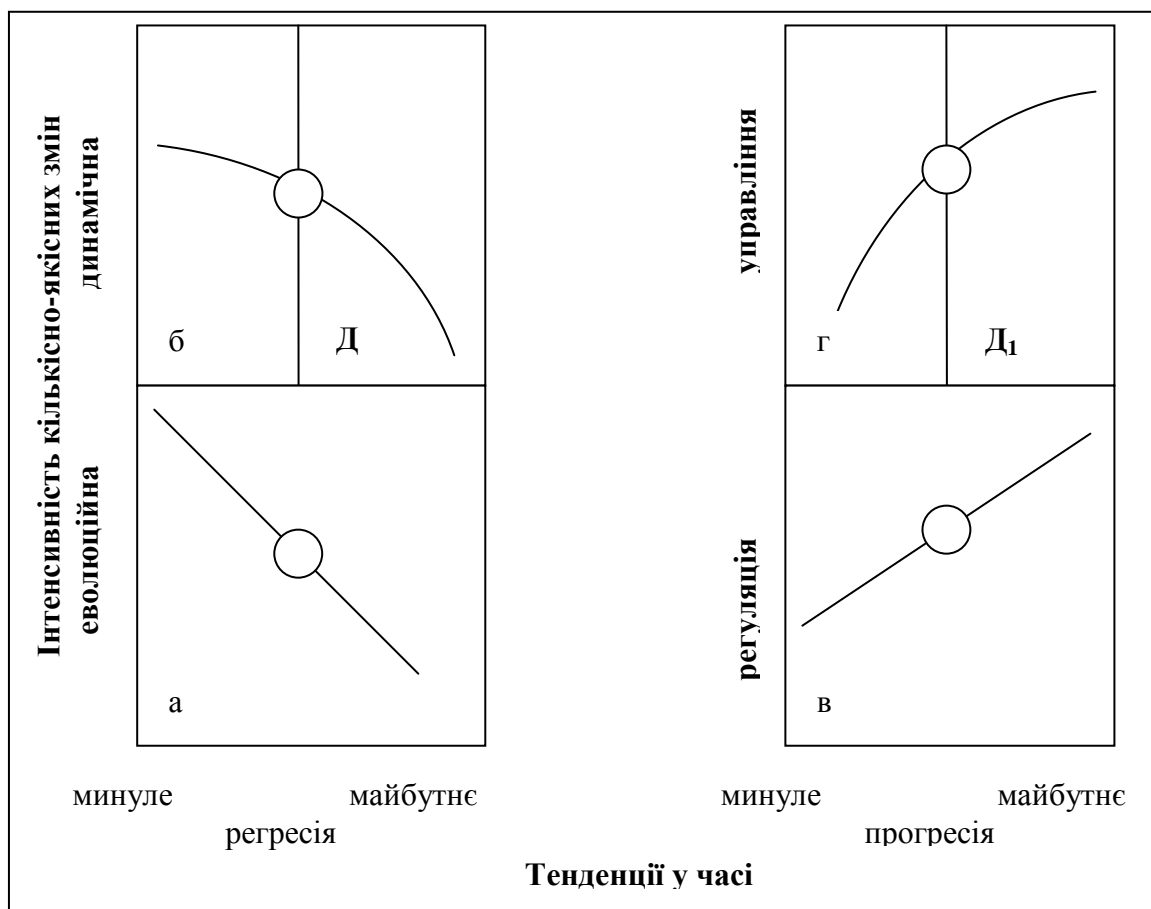 Інтенсивність кількісно-якісних змін
динамічна
еволюційна
б
Д
а
управління
регуляція
г
Д₁
в
минуле
майбутнє
регресія
минуле
майбутнє
прогресія
Тенденції у часі